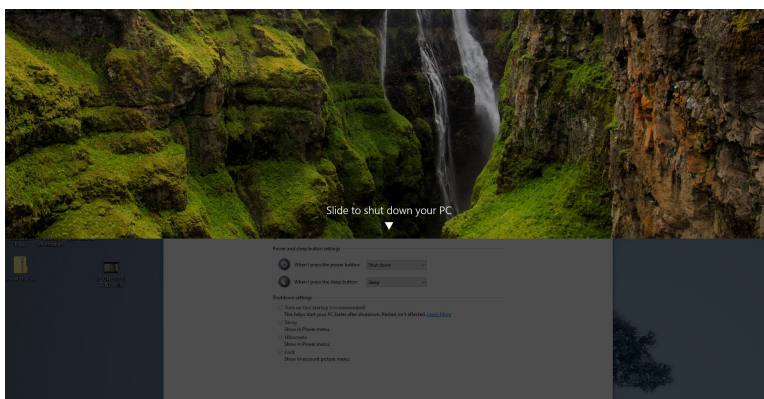 Slide to shut down your PC
Power and sleep button settings
When I press the power button: Shut down
When I press the sleep button: Sleep
Shutdown settings
Turn on fast startup (recommended)
This helps start your PC faster after shutdown. Restart isn't affected. Learn More
Sleep
Show in Power menu.
Hibernate
Show in Power menu.
Lock
Show in account picture menu.